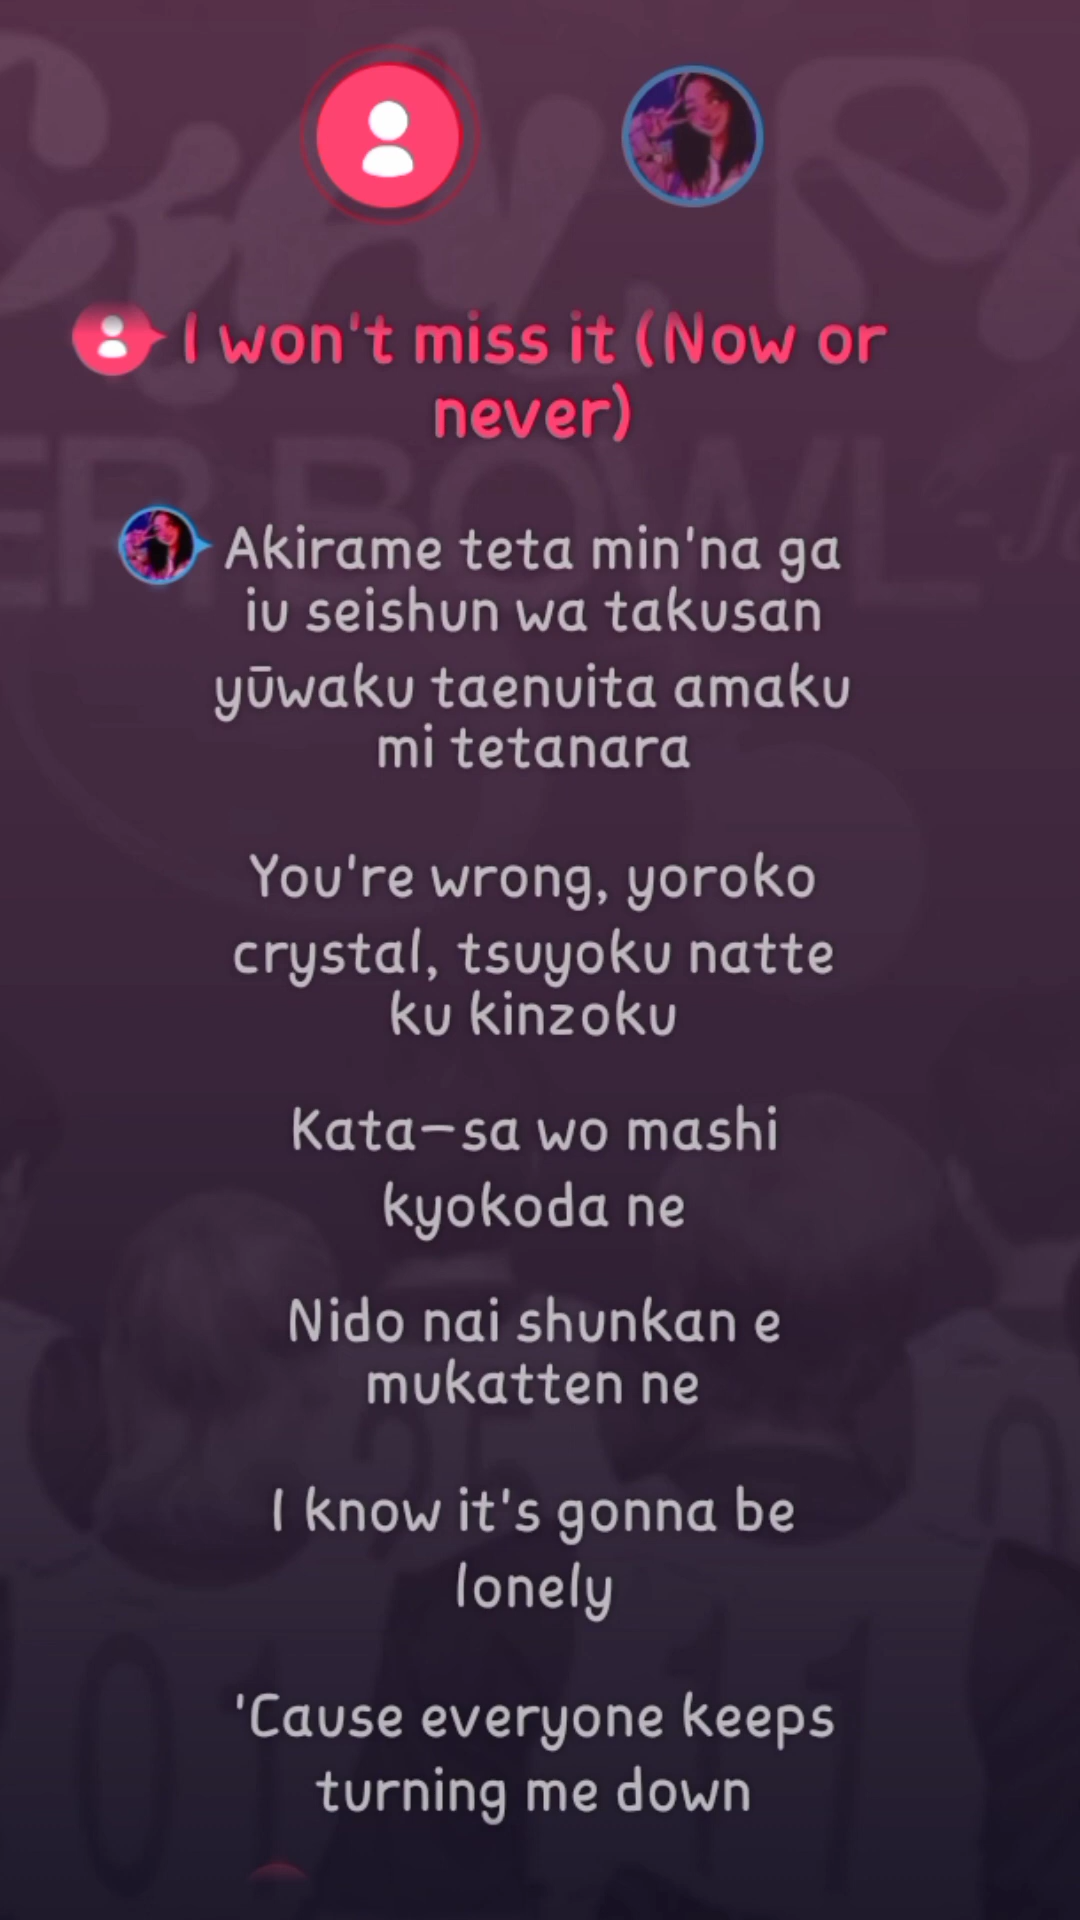 I won't miss it (Now or
never)
Akirame teta min'na ga
iu seishun wa takusan
yūwaku taenuita amaku
mi tetanara
You're wrong, yoroko
crystal, tsuyoku natte
ku kinzoku
Kata–sa wo mashi
kyokoda ne
Nido nai shunkan e
mukatten ne
I know it's gonna be
lonely
'Cause everyone keeps
turning me down